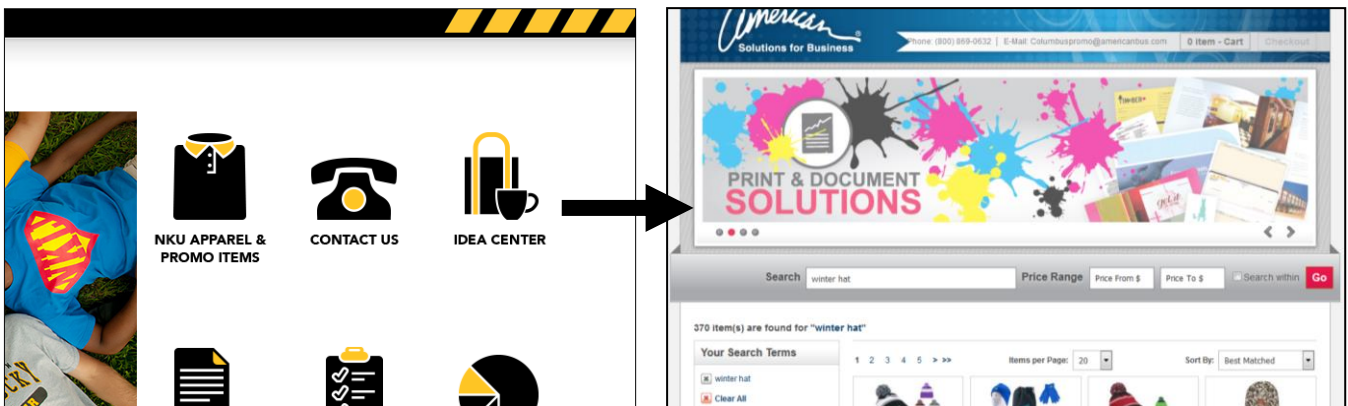 NKU APPAREL &
PROMO ITEMS
CONTACT US
IDEA CENTER
American
Solutions for Business
Phone: (800) 869-0632 | E-Mail: Columbuspromo@americanbus.com
0 item - Cart
Checkout
PRINT & DOCUMENT
SOLUTIONS
Search
winter hat
Price Range
Price From $
Price To $
Search within
Go
370 item(s) are found for "winter hat"
Your Search Terms
winter hat
Clear All
1 2 3 4 5 > >>
Items per Page: 20
Sort By: Best Matched